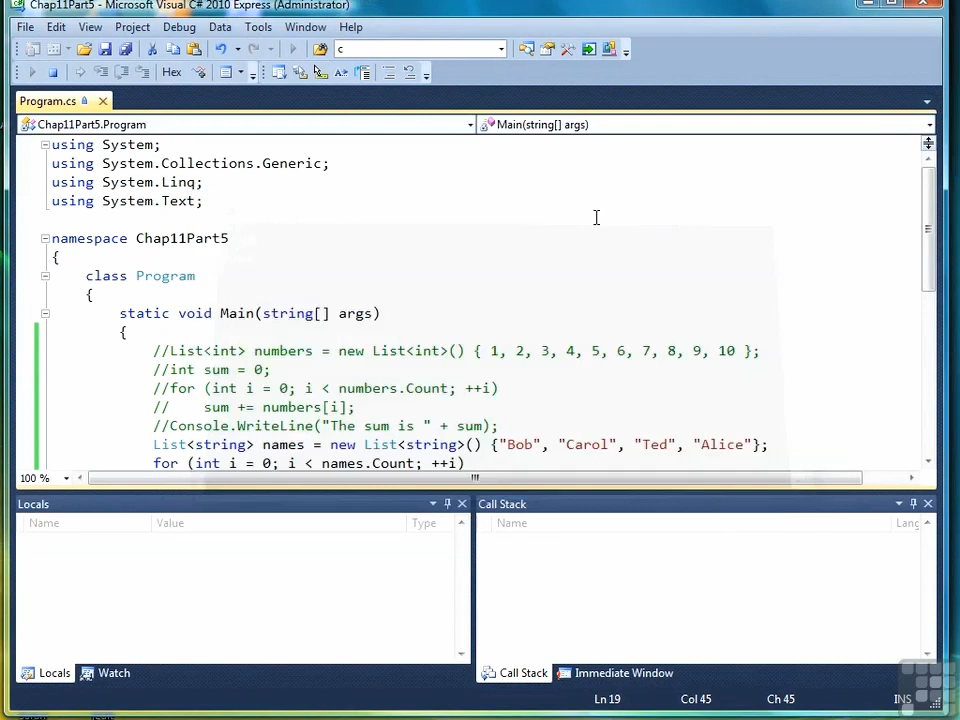 Chap11Part5 - Microsoft Visual C# 2010 Express (Administrator)
File Edit View Project Debug Data Tools Window Help
c
Hex
Program.cs
Chap11Part5.Program
Main(string[] args)
using System;
using System.Collections.Generic;
using System.Linq;
using System.Text;
namespace Chap11Part5
{
class Program
{
static void Main(string[] args)
{
//List<int> numbers = new List<int>() { 1, 2, 3, 4, 5, 6, 7, 8, 9, 10 };
//int sum = 0;
//for (int i = 0; i < numbers.Count; ++i)
//    sum += numbers[i];
//Console.WriteLine("The sum is " + sum);
List<string> names = new List<string>() {"Bob", "Carol", "Ted", "Alice"};
for (int i = 0; i < names.Count; ++i)
100 %
Locals
Name Value Type
Call Stack
Name Lang
Locals Watch
Call Stack Immediate Window
Ln 19 Col 45 Ch 45 INS